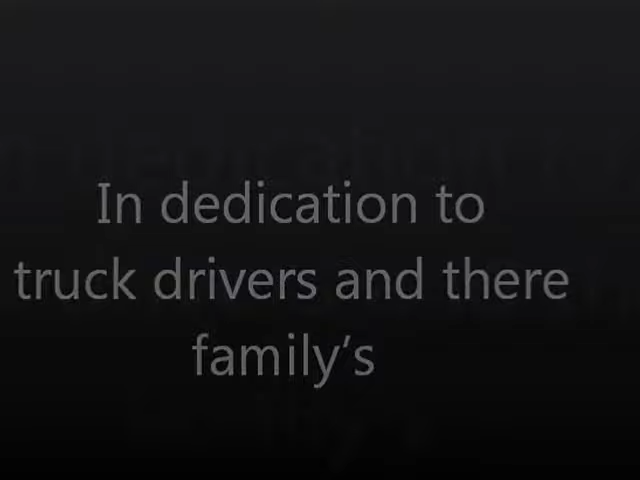 In dedication to
truck drivers and there
family’s